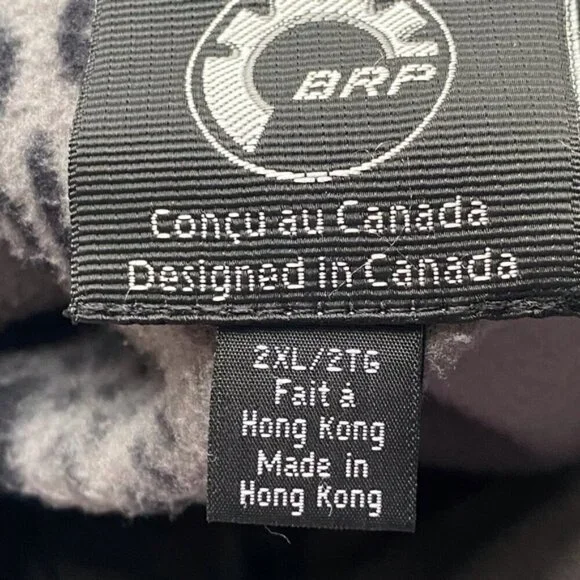 BRP
Conçu au Canada
Designed in Canada
2XL/2TG
Fait à
Hong Kong
Made in
Hong Kong